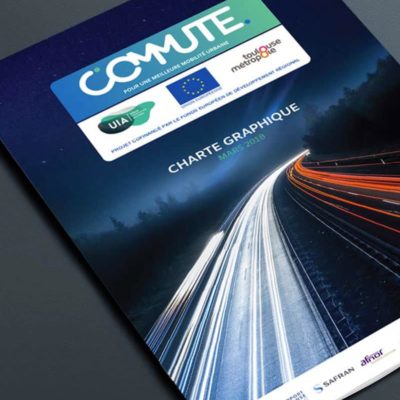 COMMUTE.
POUR UNE MEILLEURE MOBILITÉ URBAINE
UIA
toulouse
métropole
PROJET COFINANCÉ PAR LE FONDS EUROPÉEN DE DÉVELOPPEMENT RÉGIONAL
CHARTE GRAPHIQUE
MARS 2018
SAFRAN
afnor